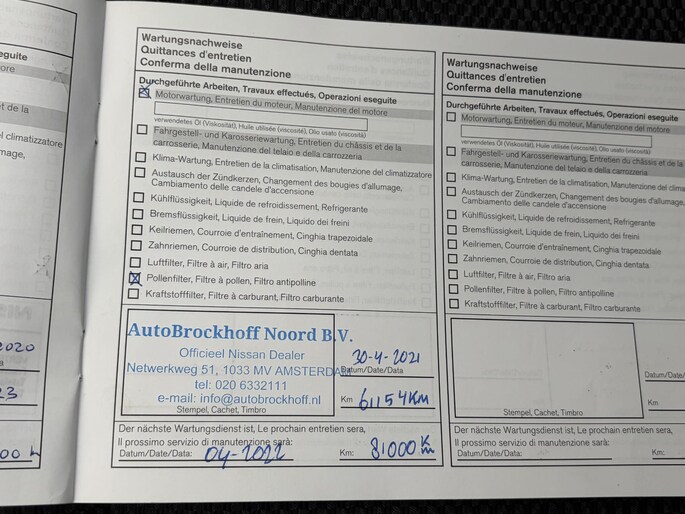 eguite
ore
t de la
l climatizzatore
mage,
2020
a
23
00 k
Wartungsnachweise
Quittances d'entretien
Conferma della manutenzione
Durchgeführte Arbeiten, Travaux effectués, Operazioni eseguite
Motorwartung, Entretien du moteur, Manutenzione del motore
verwendetes Öl (Viskosität), Huile utilisée (viscosité), Olio usato (viscosità)
Fahrgestell- und Karosseriewartung, Entretien du châssis et de la
carrosserie, Manutenzione del telaio e della carrozzeria
Klima-Wartung, Entretien de la climatisation, Manutenzione del climatizzatore
Austausch der Zündkerzen, Changement des bougies d'allumage,
Cambiamento delle candele d'accensione
Kühlflüssigkeit, Liquide de refroidissement, Refrigerante
Bremsflüssigkeit, Liquide de frein, Liquido dei freini
Keilriemen, Courroie d'entraînement, Cinghia trapezoidale
Zahnriemen, Courroie de distribution, Cinghia dentata
Luftfilter, Filtre à air, Filtro aria
Pollenfilter, Filtre à pollen, Filtro antipolline
Kraftstofffilter, Filtre à carburant, Filtro carburante
AutoBrockhoff Noord B.V.
Officieel Nissan Dealer
Netwerkweg 51, 1033 MV AMSTERDAM
tel: 020 6332111
e-mail: info@autobrockhoff.nl
Stempel, Cachet, Timbro
30-4-2021
Datum/Date/Data
Km 61154KM
Der nächste Wartungsdienst ist, Le prochain entretien sera,
Il prossimo servizio di manutenzione sarà:
Datum/Date/Data: 04-2022 Km: 81000 Km
Wartungsnachweise
Quittances d'entretien
Conferma della manutenzione
Durchgeführte Arbeiten, Travaux effectués, Operazioni eseguite
Motorwartung, Entretien du moteur, Manutenzione del motore
verwendetes Öl (Viskosität), Huile utilisée (viscosité), Olio usato (viscosità)
Fahrgestell- und Karosseriewartung, Entretien du châssis et de la
carrosserie, Manutenzione del telaio e della carrozzeria
Klima-Wartung, Entretien de la climatisation, Manutenzione del clima
Austausch der Zündkerzen, Changement des bougies d'allumage,
Cambiamento delle candele d'accensione
Kühlflüssigkeit, Liquide de refroidissement, Refrigerante
Bremsflüssigkeit, Liquide de frein, Liquido dei freini
Keilriemen, Courroie d'entraînement, Cinghia trapezoidale
Zahnriemen, Courroie de distribution, Cinghia dentata
Luftfilter, Filtre à air, Filtro aria
Pollenfilter, Filtre à pollen, Filtro antipolline
Kraftstofffilter, Filtre à carburant, Filtro carburante
Stempel, Cachet, Timbro
Datum/Date/
Km
Der nächste Wartungsdienst ist, Le prochain entretien sera,
Il prossimo servizio di manutenzione sarà:
Datum/Date/Data: Km: